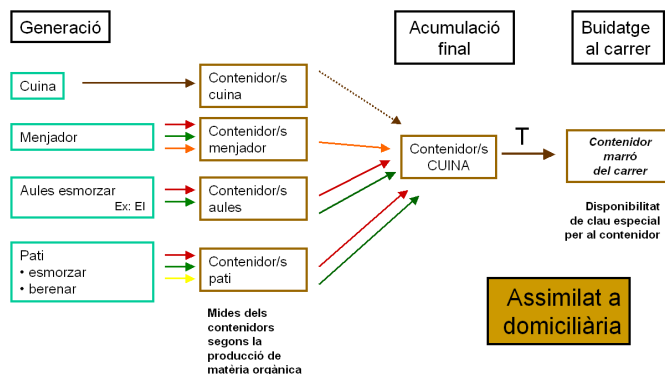 Generació
Acumulació
final
Buidatge
al carrer
Cuina
Contenidor/s
cuina
Menjador
Contenidor/s
menjador
Contenidor/s
CUINA
T
Contenidor
marró
del carrer
Aules esmorzar
Ex: EI
Contenidor/s
aules
Disponibilitat
de clau especial
per al contenidor
Pati
• esmorzar
• berenar
Contenidor/s
pati
Mides dels
contenidors
segons la
producció de
matèria orgànica
Assimilat a
domiciliària